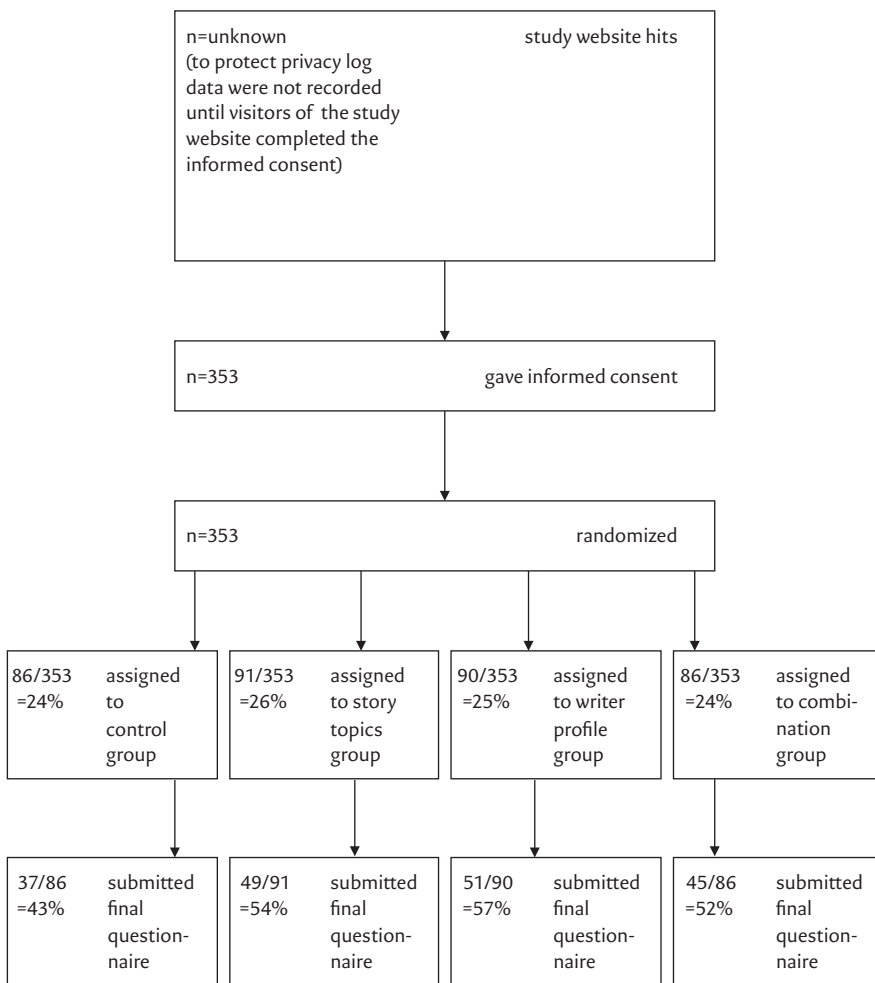 n=unknown study website hits
(to protect privacy log
data were not recorded
until visitors of the study
website completed the
informed consent)
n=353 gave informed consent
n=353 randomized
86/353 assigned
=24% to
control
group
91/353 assigned
=26% to story
topics
group
90/353 assigned
=25% to writer
profile
group
86/353 assigned
=24% to combi-
nation
group
37/86 submitted
=43% final
question-
naire
49/91 submitted
=54% final
question-
naire
51/90 submitted
=57% final
question-
naire
45/86 submitted
=52% final
question-
naire